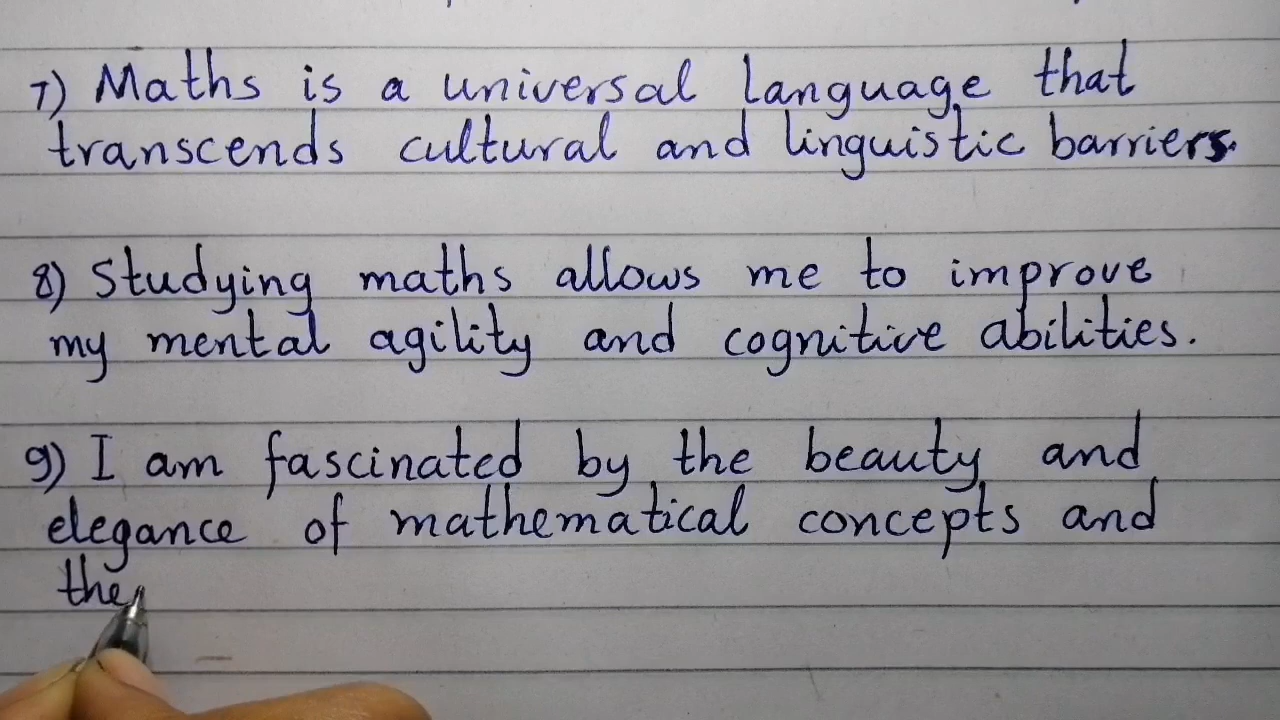 7) Maths is a universal language that
transcends cultural and linguistic barriers.
8) Studying maths allows me to improve
my mental agility and cognitive abilities.
9) I am fascinated by the beauty and
elegance of mathematical concepts and
the